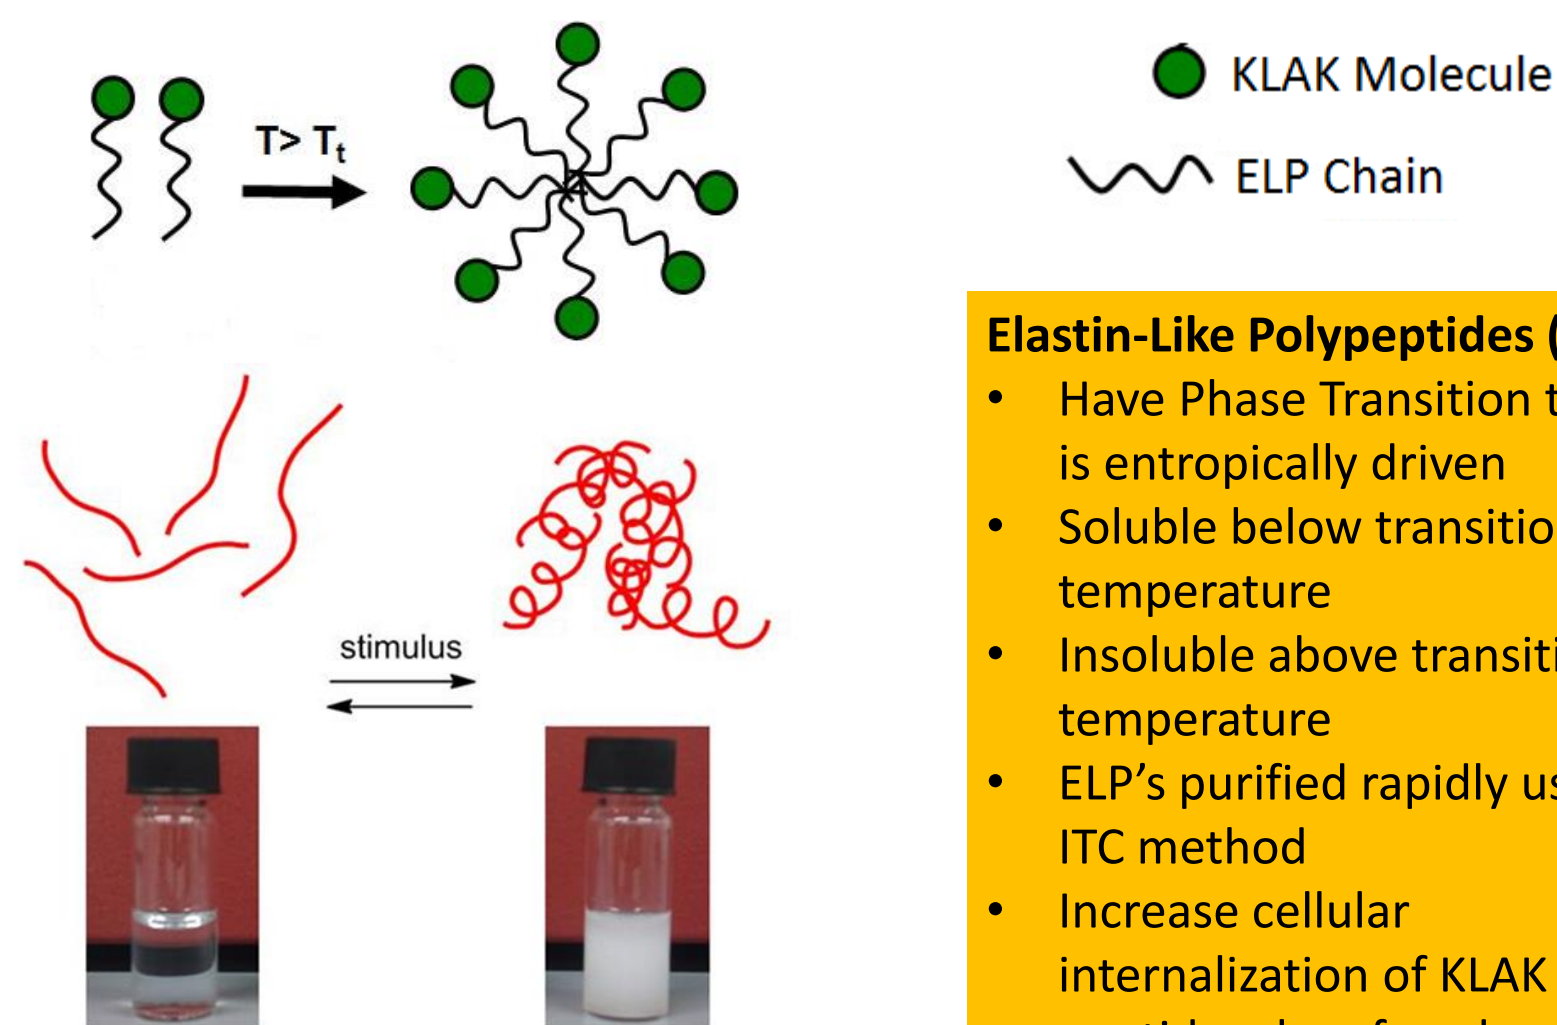 T> Tt
KLAK Molecule
ELP Chain
stimulus
Elastin-Like Polypeptides (
• Have Phase Transition t
is entropically driven
• Soluble below transitio
temperature
• Insoluble above transiti
temperature
• ELP’s purified rapidly us
ITC method
• Increase cellular
internalization of KLAK